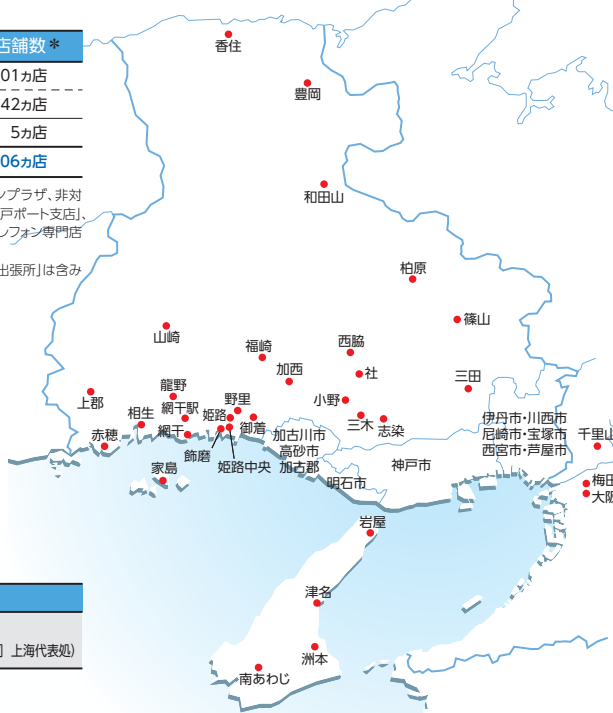 店舗数＊
01ヵ店
42ヵ店
5ヵ店
06ヵ店
ンプラザ、非対
戸ポート支店」、
レフォン専門店
出張所」は含み
香住
豊岡
和田山
柏原
篠山
山崎
福崎
西脇
加西
社
三田
上郡
龍野
小野
相生
網干駅
姫路
野里
三木
志染
赤穂
網干
御着
飾磨
姫路中央
家島
加古川市
高砂市
加古郡
明石市
神戸市
伊丹市・川西市
尼崎市・宝塚市
西宮市・芦屋市
千里山
梅田
大阪
岩屋
津名
洲本
南あわじ
上海代表処)